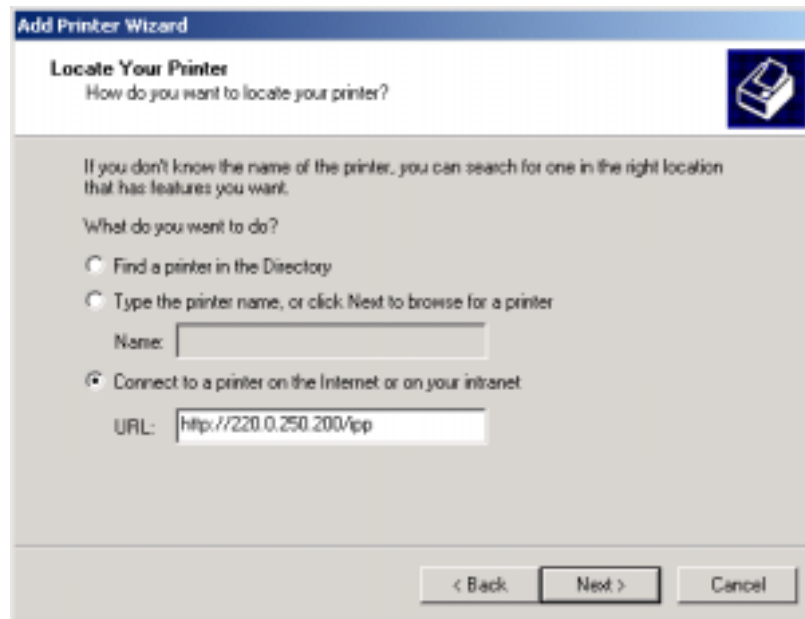 Add Printer Wizard
Locate Your Printer
How do you want to locate your printer?
If you don't know the name of the printer, you can search for one in the right location
that has features you want.
What do you want to do?
Find a printer in the Directory
Type the printer name, or click Next to browse for a printer
Name:
Connect to a printer on the Internet or on your intranet
URL: http://220.0.250.200/ipp
< Back Next > Cancel